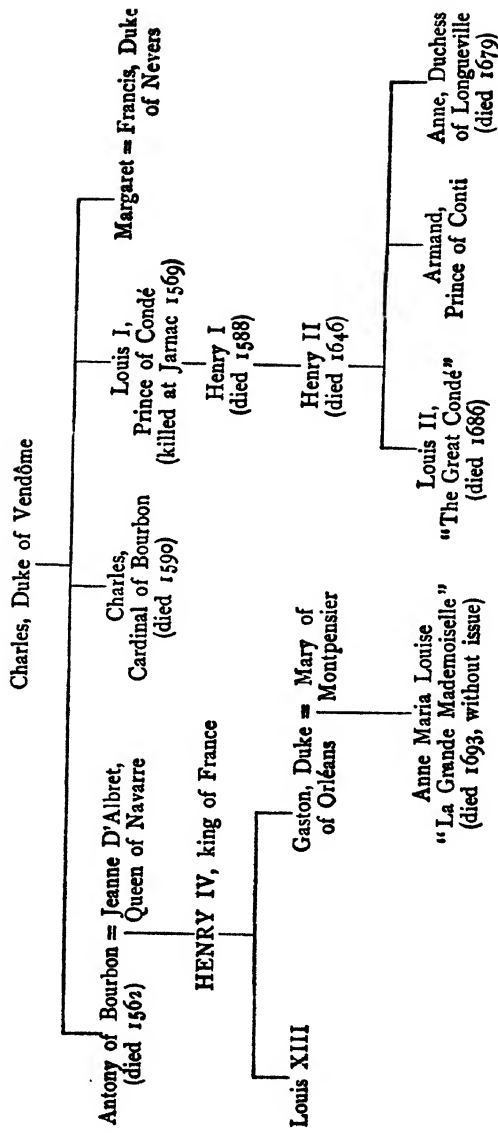 Charles, Duke of Vendôme
Antony of Bourbon = Jeanne D'Albret,
(died 1562) Queen of Navarre
Charles,
Cardinal of Bourbon
(died 1590)
Louis I,
Prince of Condé
(killed at Jarnac 1569)
Margaret = Francis, Duke
of Nevers
HENRY IV, king of France
Henry I
(died 1588)
Louis XIII
Gaston, Duke = Mary of
of Orléans Montpensier
Henry II
(died 1646)
Anne Maria Louise
"La Grande Mademoiselle"
(died 1693, without issue)
Louis II,
"The Great Condé"
(died 1686)
Armand,
Prince of Conti
Anne, Duchess
of Longueville
(died 1679)